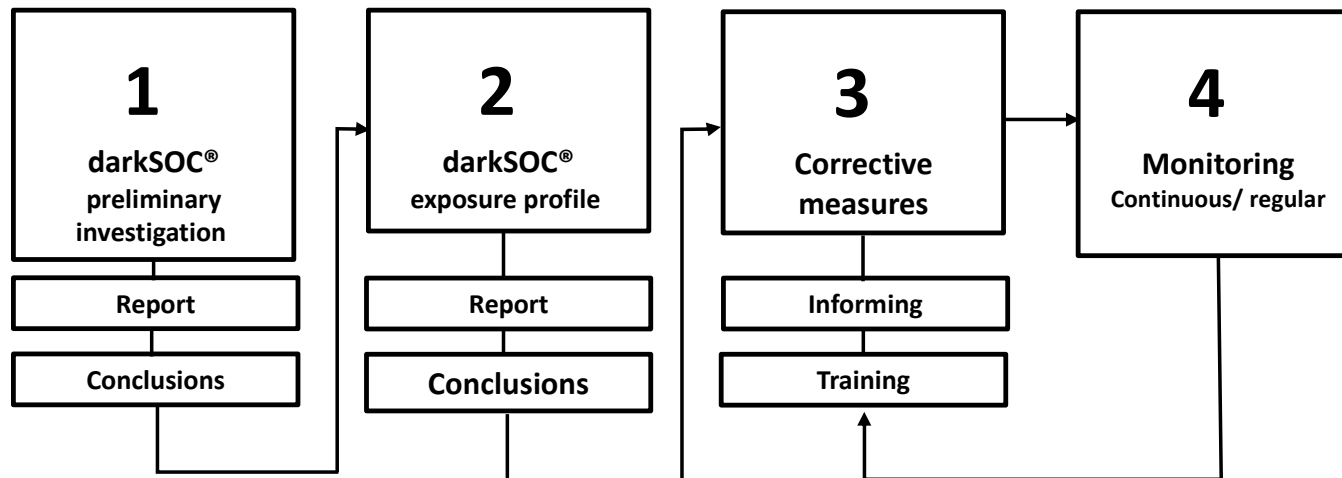 1
darkSOC®
preliminary
investigation
Report
Conclusions
2
darkSOC®
exposure profile
Report
Conclusions
3
Corrective
measures
Informing
Training
4
Monitoring
Continuous/ regular